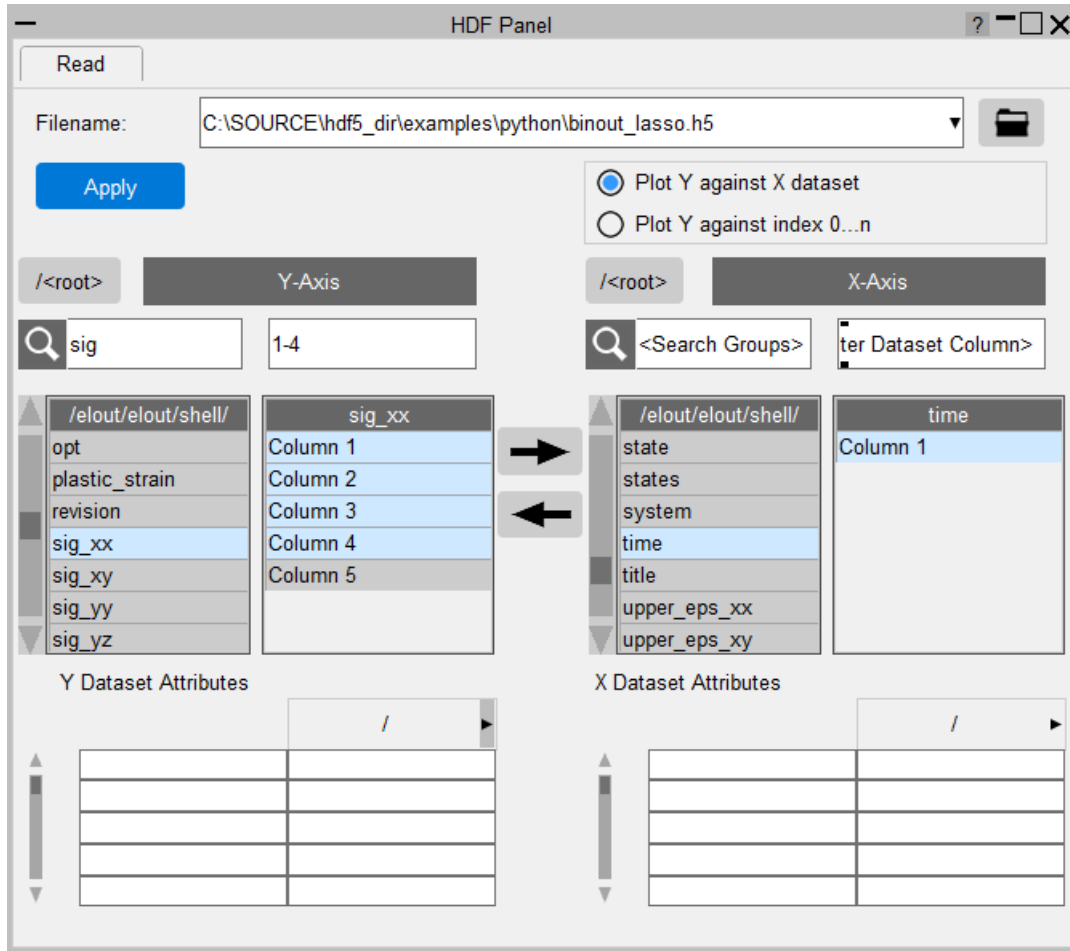 HDF Panel
?
Read
Filename:
C:\SOURCE\hdf5_dir\examples\python\binout_lasso.h5
Apply
Plot Y against X dataset
Plot Y against index 0...n
/<root>
Y-Axis
/<root>
X-Axis
sig
1-4
<Search Groups>
ter Dataset Column>
/elout/elout/shell/
opt
plastic_strain
revision
sig_xx
sig_xy
sig_yy
sig_yz
sig_xx
Column 1
Column 2
Column 3
Column 4
Column 5
/elout/elout/shell/
state
states
system
time
title
upper_eps_xx
upper_eps_xy
time
Column 1
Y Dataset Attributes
/
X Dataset Attributes
/